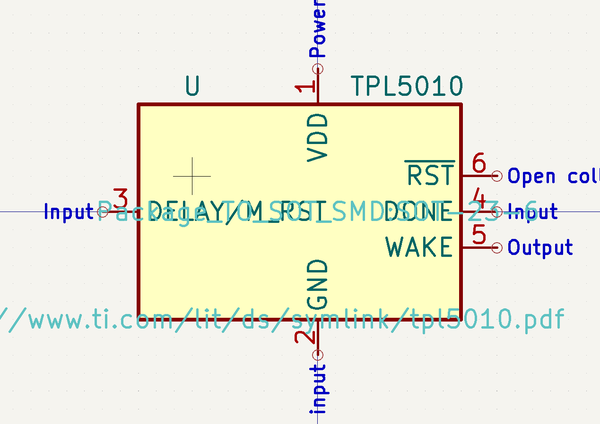 Power
U TPL5010
1
VDD
RST 6 Open coll
Input 3 DELAY/M_RST DONE 4 Input
Package_TO_SOT_SMD:SOT-23-6
WAKE 5 Output
GND
//www.ti.com/lit/ds/symlink/tpl5010.pdf
2
input